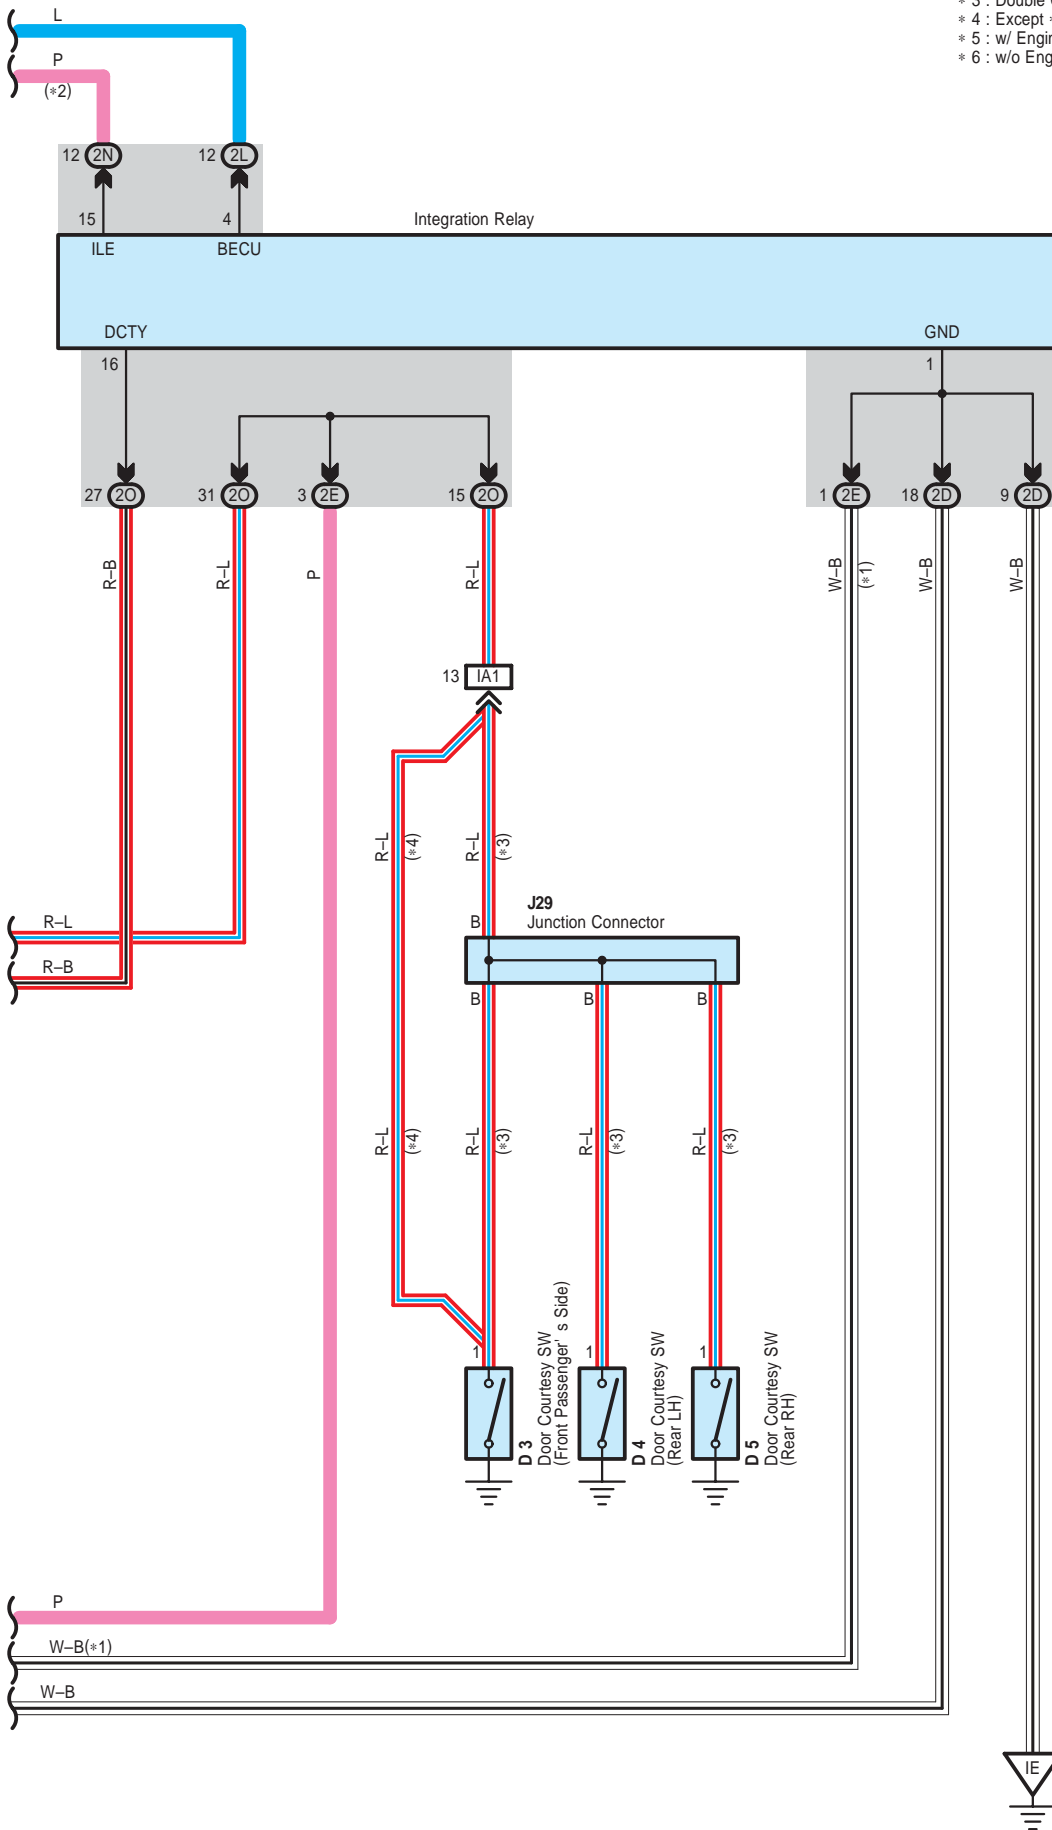 L
∗ 3 : Double
∗ 4 : Except ∗
∗ 5 : w/ Engin
∗ 6 : w/o Eng
P
(∗2)
12 2N
12 2L
15
4
Integration Relay
ILE
BECU
DCTY
GND
16
1
27 2O
31 2O
3 2E
15 2O
1 2E
18 2D
9 2D
R–B
R–L
P
R–L
W–B
(∗1)
W–B
W–B
13 IA1
R–L
(∗4)
R–L
(∗3)
J29
B
Junction Connector
R–L
R–B
B
B
B
R–L
(∗4)
R–L
(∗3)
R–L
(∗3)
R–L
(∗3)
1
1
1
D 3
Door Courtesy SW
(Front Passenger' s Side)
D 4
Door Courtesy SW
(Rear LH)
D 5
Door Courtesy SW
(Rear RH)
P
W–B(∗1)
W–B
IE